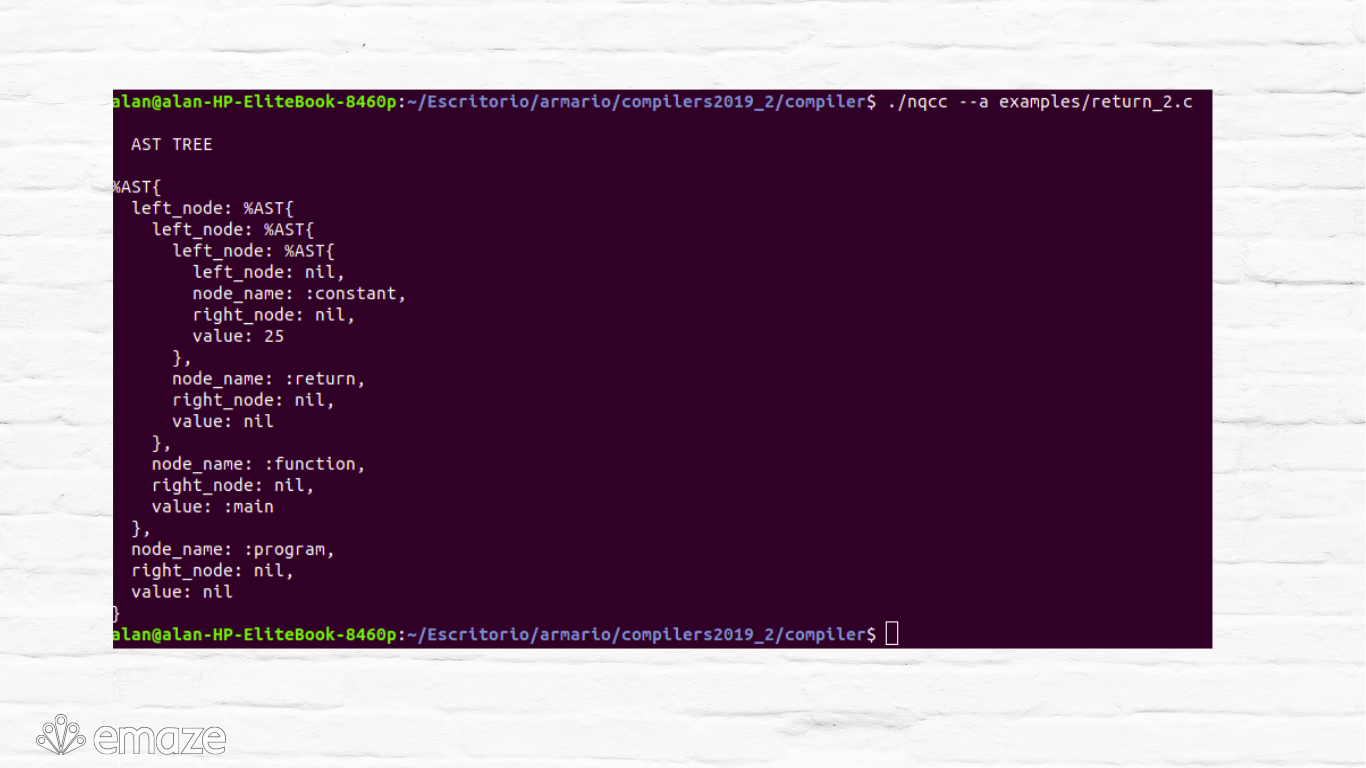 alan@alan-HP-EliteBook-8460p:~/Escritorio/armario/compilers2019_2/compiler$ ./nqcc --a examples/return_2.c
AST TREE
%AST{
left_node: %AST{
left_node: %AST{
left_node: %AST{
left_node: nil,
node_name: :constant,
right_node: nil,
value: 25
},
node_name: :return,
right_node: nil,
value: nil
},
node_name: :function,
right_node: nil,
value: :main
},
node_name: :program,
right_node: nil,
value: nil
}
alan@alan-HP-EliteBook-8460p:~/Escritorio/armario/compilers2019_2/compiler$
emaze